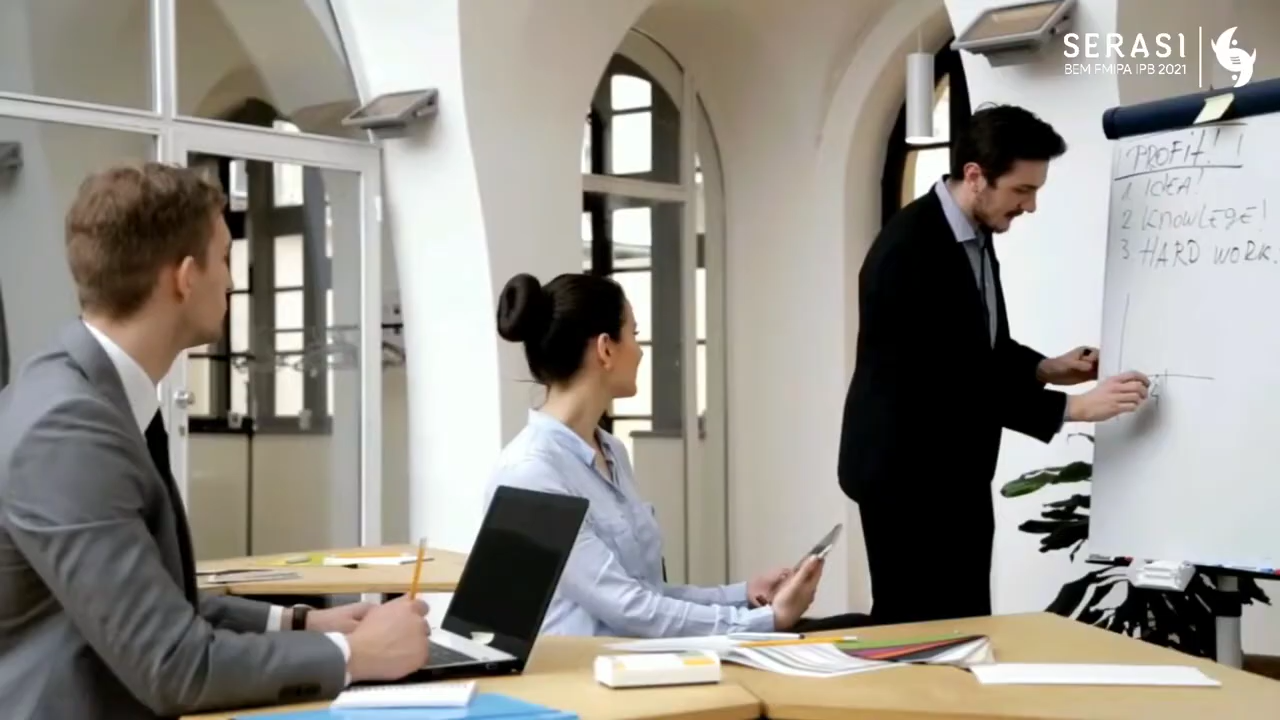 SERASI
BEM FMIPA IPB 2021
PROFIT!
1. IDEA!
2. KNOWLEGE!
3. HARD WORK.